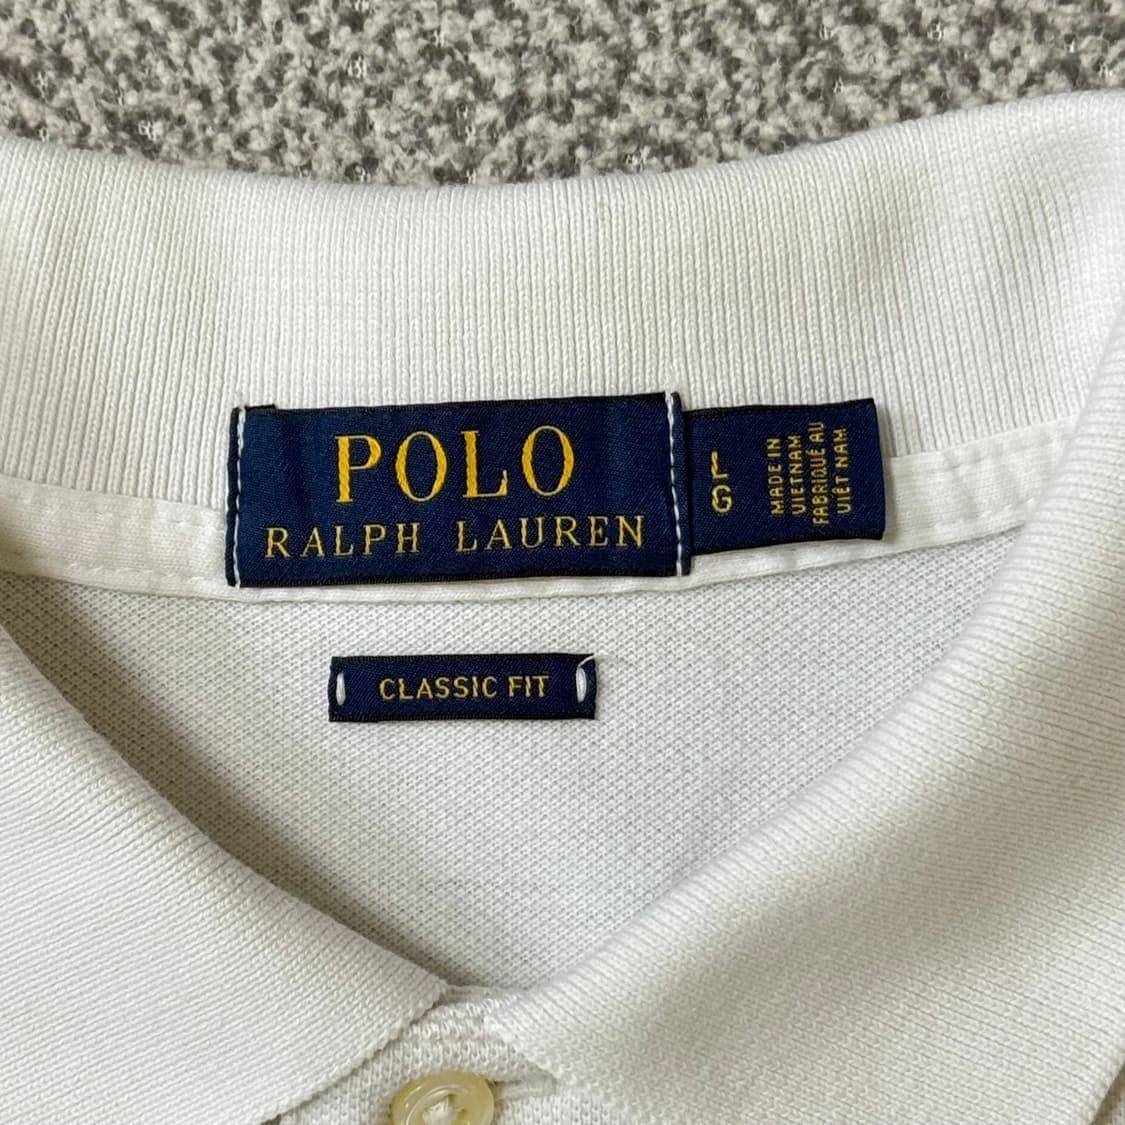 POLO
RALPH LAUREN
L
G
MADE IN
VIETNAM
FABRIQUÉ AU
VIÊT NAM
CLASSIC FIT